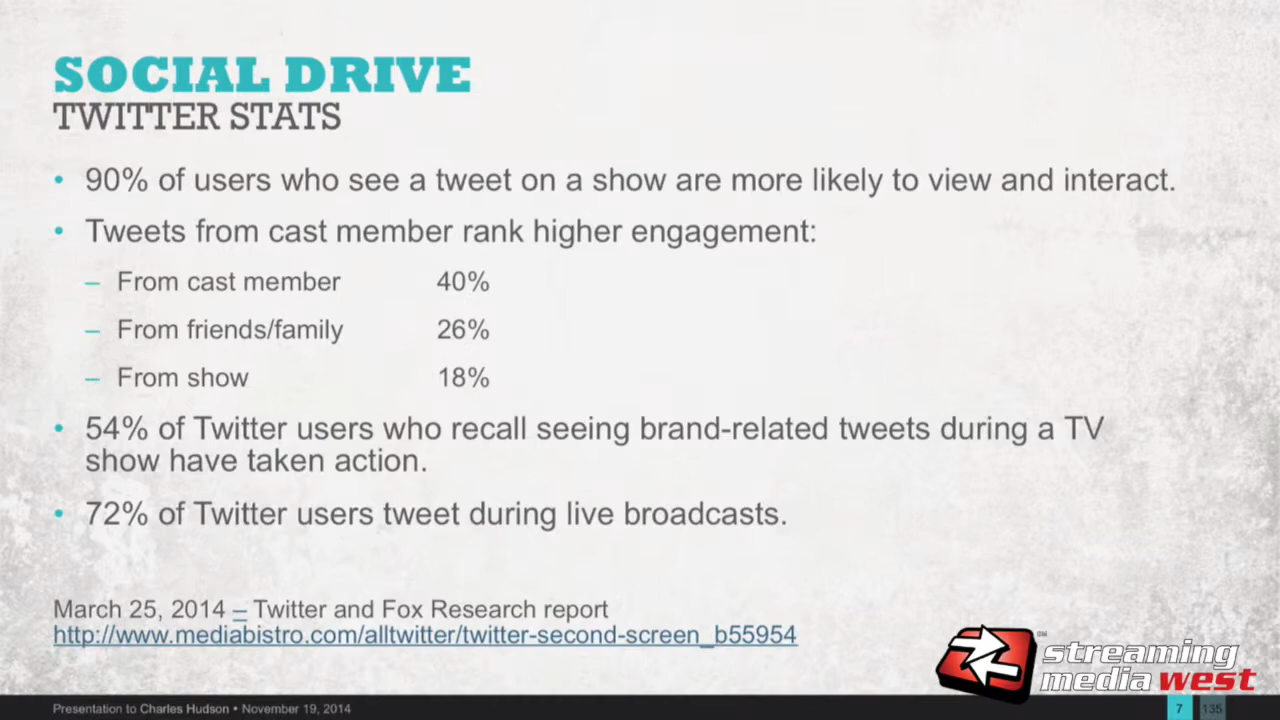 SOCIAL DRIVE
TWITTER STATS
• 90% of users who see a tweet on a show are more likely to view and interact.
• Tweets from cast member rank higher engagement:
– From cast member 40%
– From friends/family 26%
– From show 18%
• 54% of Twitter users who recall seeing brand-related tweets during a TV
show have taken action.
• 72% of Twitter users tweet during live broadcasts.
March 25, 2014 – Twitter and Fox Research report
http://www.mediabistro.com/alltwitter/twitter-second-screen_b55954
SM
streaming
media west
Presentation to Charles Hudson • November 19, 2014
7 135